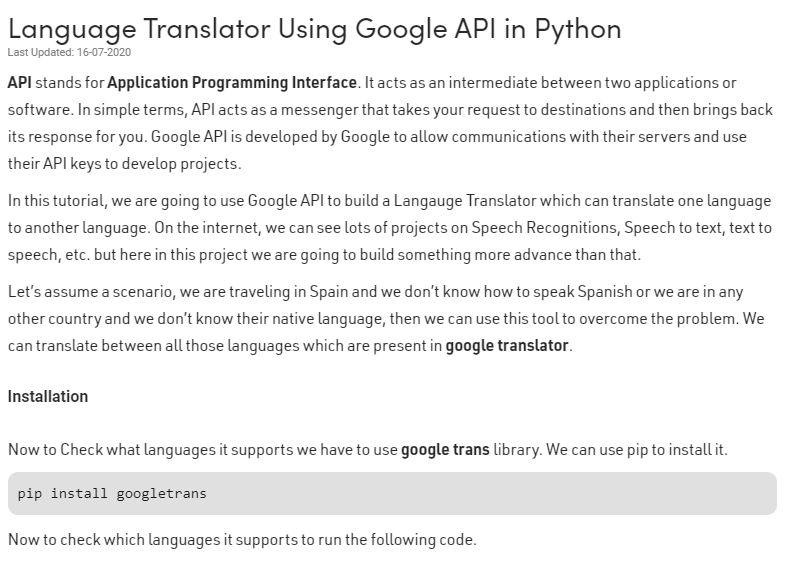 Language Translator Using Google API in Python
Last Updated: 16-07-2020
API stands for Application Programming Interface. It acts as an intermediate between two applications or
software. In simple terms, API acts as a messenger that takes your request to destinations and then brings back
its response for you. Google API is developed by Google to allow communications with their servers and use
their API keys to develop projects.
In this tutorial, we are going to use Google API to build a Langauge Translator which can translate one language
to another language. On the internet, we can see lots of projects on Speech Recognitions, Speech to text, text to
speech, etc. but here in this project we are going to build something more advance than that.
Let's assume a scenario, we are traveling in Spain and we don't know how to speak Spanish or we are in any
other country and we don't know their native language, then we can use this tool to overcome the problem. We
can translate between all those languages which are present in google translator.
Installation
Now to Check what languages it supports we have to use google trans library. We can use pip to install it.
pip install googletrans
Now to check which languages it supports to run the following code.